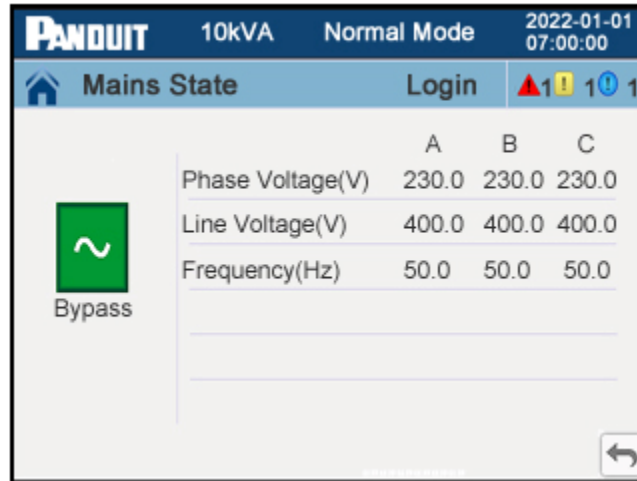 PANDUIT 10kVA Normal Mode 2022-01-01
07:00:00
Mains State Login 1 ! 1 ! 1
A B C
Phase Voltage(V) 230.0 230.0 230.0
Line Voltage(V) 400.0 400.0 400.0
Frequency(Hz) 50.0 50.0 50.0
Bypass